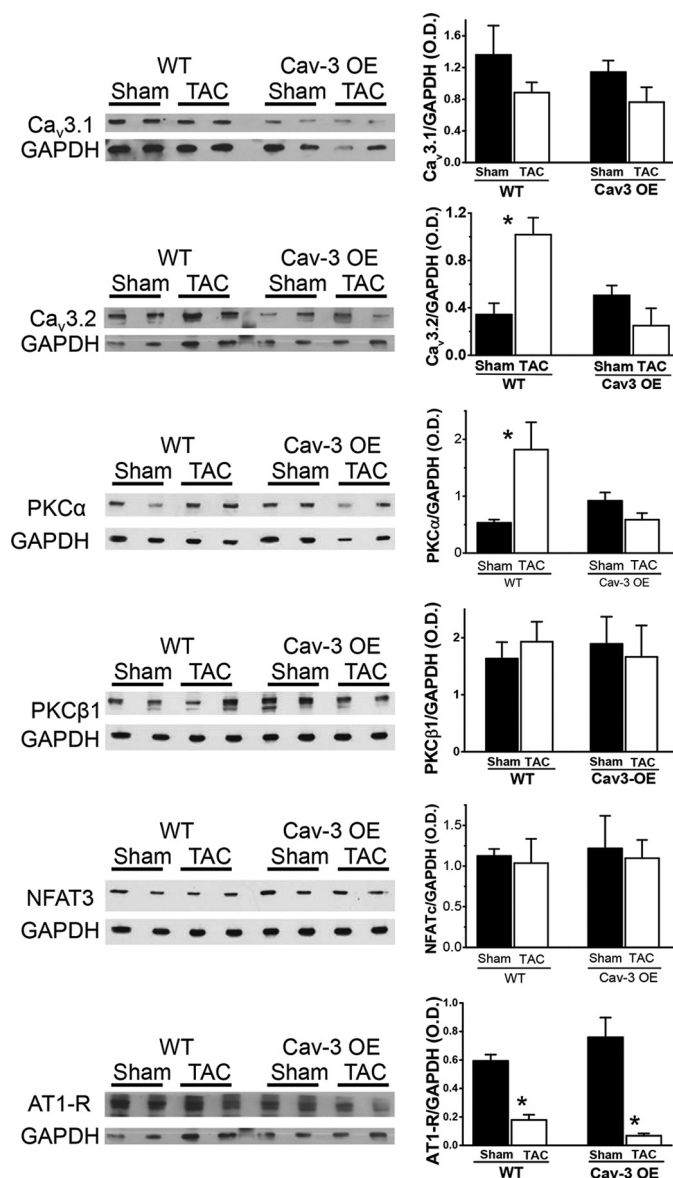 WT Cav-3 OE
Sham TAC Sham TAC
Cav3.1
GAPDH
Cav3.1/GAPDH (O.D.)
1.6
1.2
0.8
0.4
0.0
Sham TAC Sham TAC
WT Cav3 OE
WT Cav-3 OE
Sham TAC Sham TAC
Cav3.2
GAPDH
Cav3.2/GAPDH (O.D.)
1.2
0.8
0.4
0.0
*
Sham TAC Sham TAC
WT Cav3 OE
WT Cav-3 OE
Sham TAC Sham TAC
PKCα
GAPDH
PKCα/GAPDH (O.D.)
2
1
0
*
Sham TAC Sham TAC
WT Cav-3 OE
WT Cav-3 OE
Sham TAC Sham TAC
PKCβ1
GAPDH
PKCβ1/GAPDH (O.D.)
2
1
0
Sham TAC Sham TAC
WT Cav3-OE
WT Cav-3 OE
Sham TAC Sham TAC
NFAT3
GAPDH
NFATc/GAPDH (O.D.)
1.5
1.0
0.5
0.0
Sham TAC Sham TAC
WT Cav-3 OE
WT Cav-3 OE
Sham TAC Sham TAC
AT1-R
GAPDH
AT1-R/GAPDH (O.D.)
0.8
0.6
0.4
0.2
0.0
* *
Sham TAC Sham TAC
WT Cav-3 OE